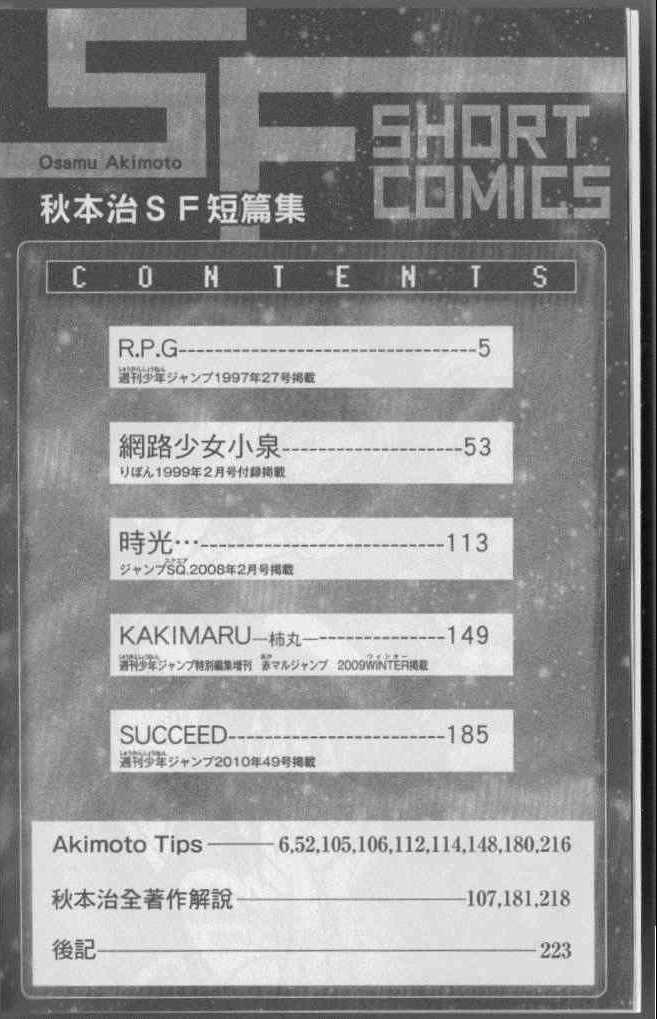 SF
SHORT
COMICS
Osamu Akimoto
秋本治SF短篇集
CONTENTS
R.P.G--------------------------------5
週刊少年ジャンプ1997年27号掲載
網路少女小泉--------------------53
りぼん1999年2月号付録掲載
時光…---------------------------113
ジャンプSQ.2008年2月号掲載
KAKIMARU—柿丸—--------------149
週刊少年ジャンプ特別編集増刊 赤マルジャンプ 2009WINTER掲載
SUCCEED------------------------185
週刊少年ジャンプ2010年49号掲載
Akimoto Tips ——— 6,52,105,106,112,114,148,180,216
秋本治全著作解說———————————107,181,218
後記——————————————————223